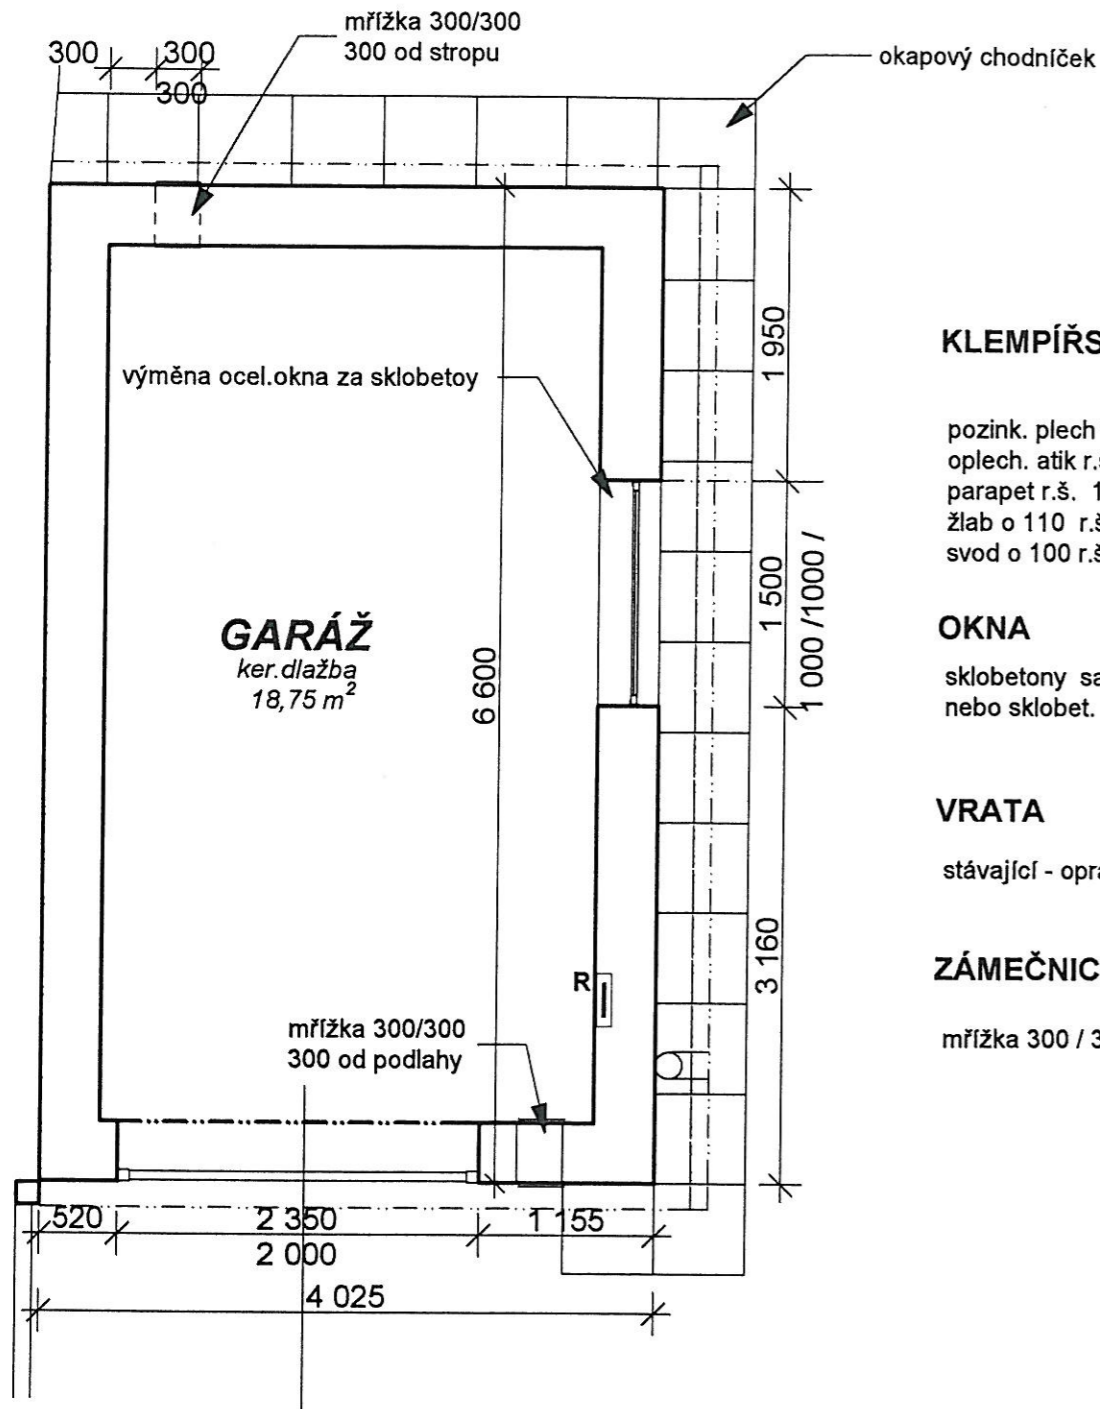 mřížka 300/300
300 od stropu
okapový chodníček
300
300
300
1 950
výměna ocel.okna za sklobetoy
1 500
1 000 /1000 /
GARÁŽ
ker.dlažba
18,75 m²
6 600
3 160
R
mřížka 300/300
300 od podlahy
520
2 350
1 155
2 000
4 025
KLEMPÍŘS
pozink. plech
oplech. atik r.š
parapet r.š. 1
žlab o 110 r.š
svod o 100 r.š
OKNA
sklobetony sa
nebo sklobet.
VRATA
stávající - opra
ZÁMEČNIC
mřížka 300 / 3